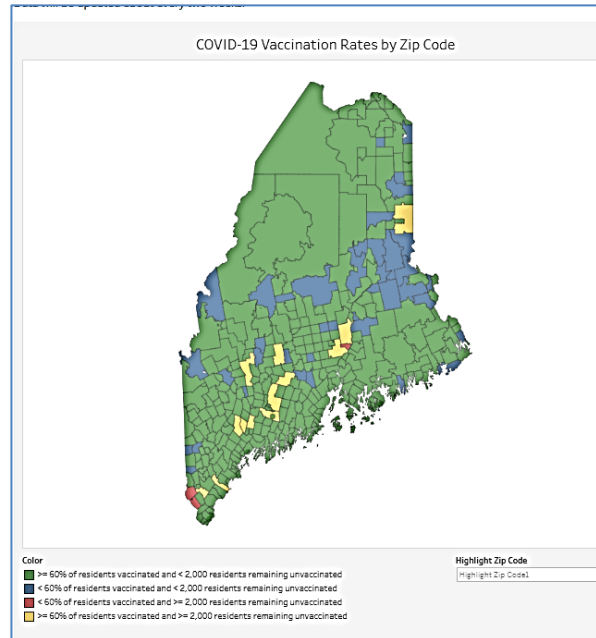 COVID-19 Vaccination Rates by Zip Code
Color
>= 60% of residents vaccinated and < 2,000 residents remaining unvaccinated
< 60% of residents vaccinated and < 2,000 residents remaining unvaccinated
< 60% of residents vaccinated and >= 2,000 residents remaining unvaccinated
>= 60% of residents vaccinated and >= 2,000 residents remaining unvaccinated
Highlight Zip Code
Highlight Zip Code1